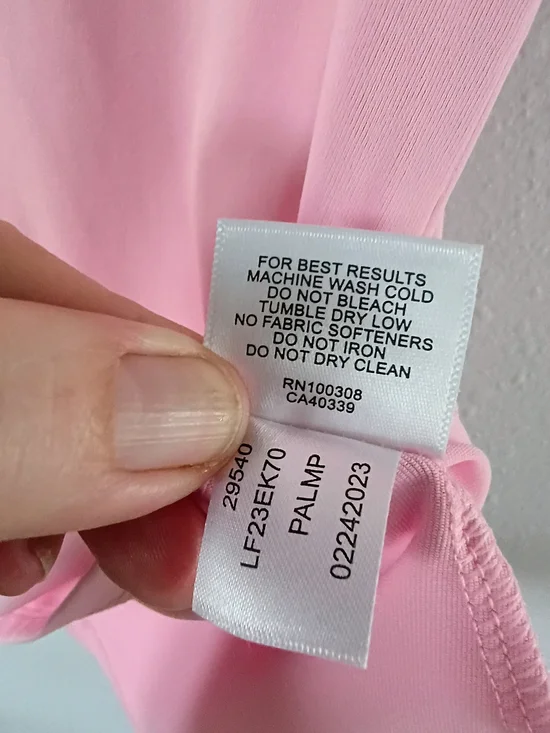 FOR BEST RESULTS
MACHINE WASH COLD
DO NOT BLEACH
TUMBLE DRY LOW
NO FABRIC SOFTENERS
DO NOT IRON
DO NOT DRY CLEAN
RN100308
CA40339
29540
LF23EK70
PALMP
02242023